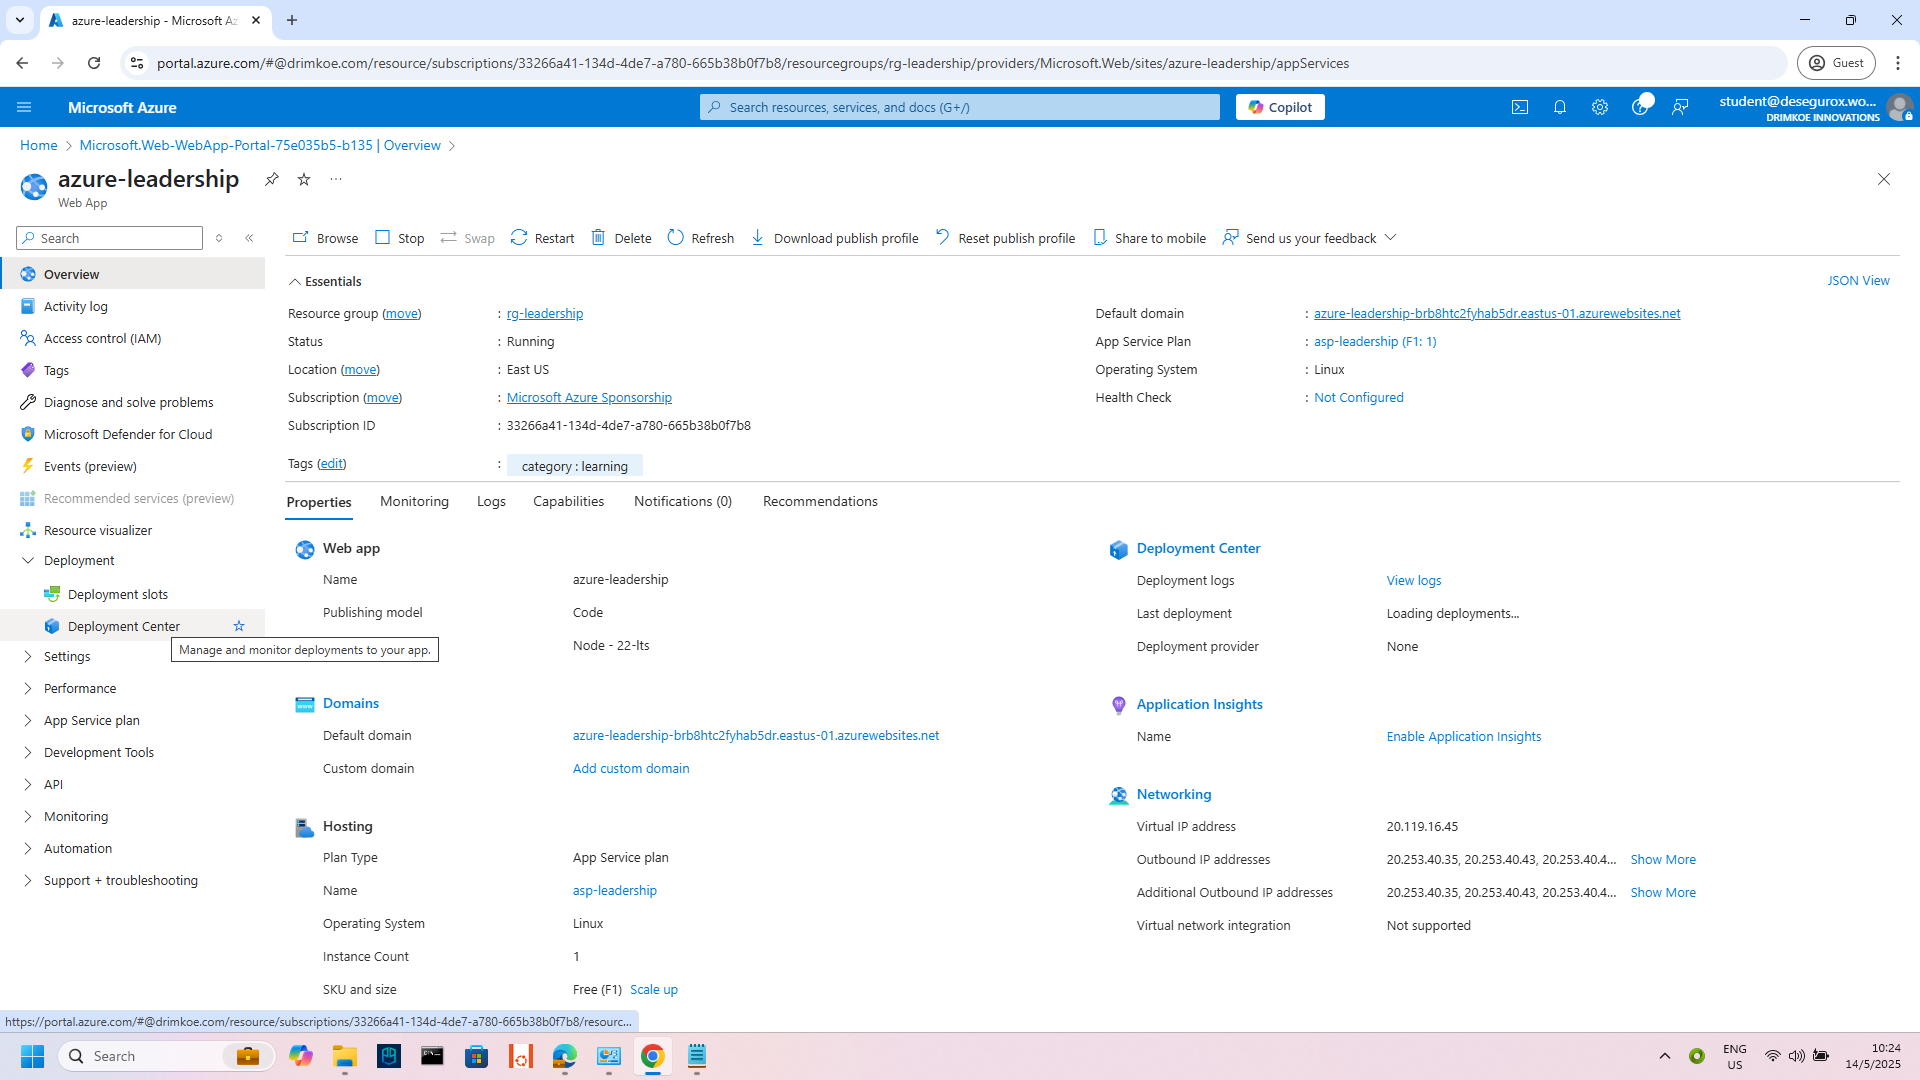 azure-leadership - Microsoft Az
portal.azure.com/#@drimkoe.com/resource/subscriptions/33266a41-134d-4de7-a780-665b38b0f7b8/resourcegroups/rg-leadership/providers/Microsoft.Web/sites/azure-leadership/appServices
Guest
Microsoft Azure
Search resources, services, and docs (G+/)
Copilot
student@desegurox.wo...
DRIMKOE INNOVATIONS
Home
Microsoft.Web-WebApp-Portal-75e035b5-b135 | Overview
azure-leadership
Web App
Search
Browse
Stop
Swap
Restart
Delete
Refresh
Download publish profile
Reset publish profile
Share to mobile
Send us your feedback
Overview
Activity log
Access control (IAM)
Tags
Diagnose and solve problems
Microsoft Defender for Cloud
Events (preview)
Recommended services (preview)
Resource visualizer
Deployment
Deployment slots
Deployment Center
Manage and monitor deployments to your app.
Settings
Performance
App Service plan
Development Tools
API
Monitoring
Automation
Support + troubleshooting
Essentials
JSON View
Resource group (move) : rg-leadership
Status : Running
Location (move) : East US
Subscription (move) : Microsoft Azure Sponsorship
Subscription ID : 33266a41-134d-4de7-a780-665b38b0f7b8
Tags (edit) : category : learning
Default domain : azure-leadership-brb8htc2fyhab5dr.eastus-01.azurewebsites.net
App Service Plan : asp-leadership (F1: 1)
Operating System : Linux
Health Check : Not Configured
Properties
Monitoring
Logs
Capabilities
Notifications (0)
Recommendations
Web app
Name azure-leadership
Publishing model Code
Node - 22-lts
Domains
Default domain azure-leadership-brb8htc2fyhab5dr.eastus-01.azurewebsites.net
Custom domain Add custom domain
Hosting
Plan Type App Service plan
Name asp-leadership
Operating System Linux
Instance Count 1
SKU and size Free (F1) Scale up
Deployment Center
Deployment logs View logs
Last deployment Loading deployments...
Deployment provider None
Application Insights
Name Enable Application Insights
Networking
Virtual IP address 20.119.16.45
Outbound IP addresses 20.253.40.35, 20.253.40.43, 20.253.40.4... Show More
Additional Outbound IP addresses 20.253.40.35, 20.253.40.43, 20.253.40.4... Show More
Virtual network integration Not supported
https://portal.azure.com/#@drimkoe.com/resource/subscriptions/33266a41-134d-4de7-a780-665b38b0f7b8/resourc...
Search
ENG
US
10:24
14/5/2025